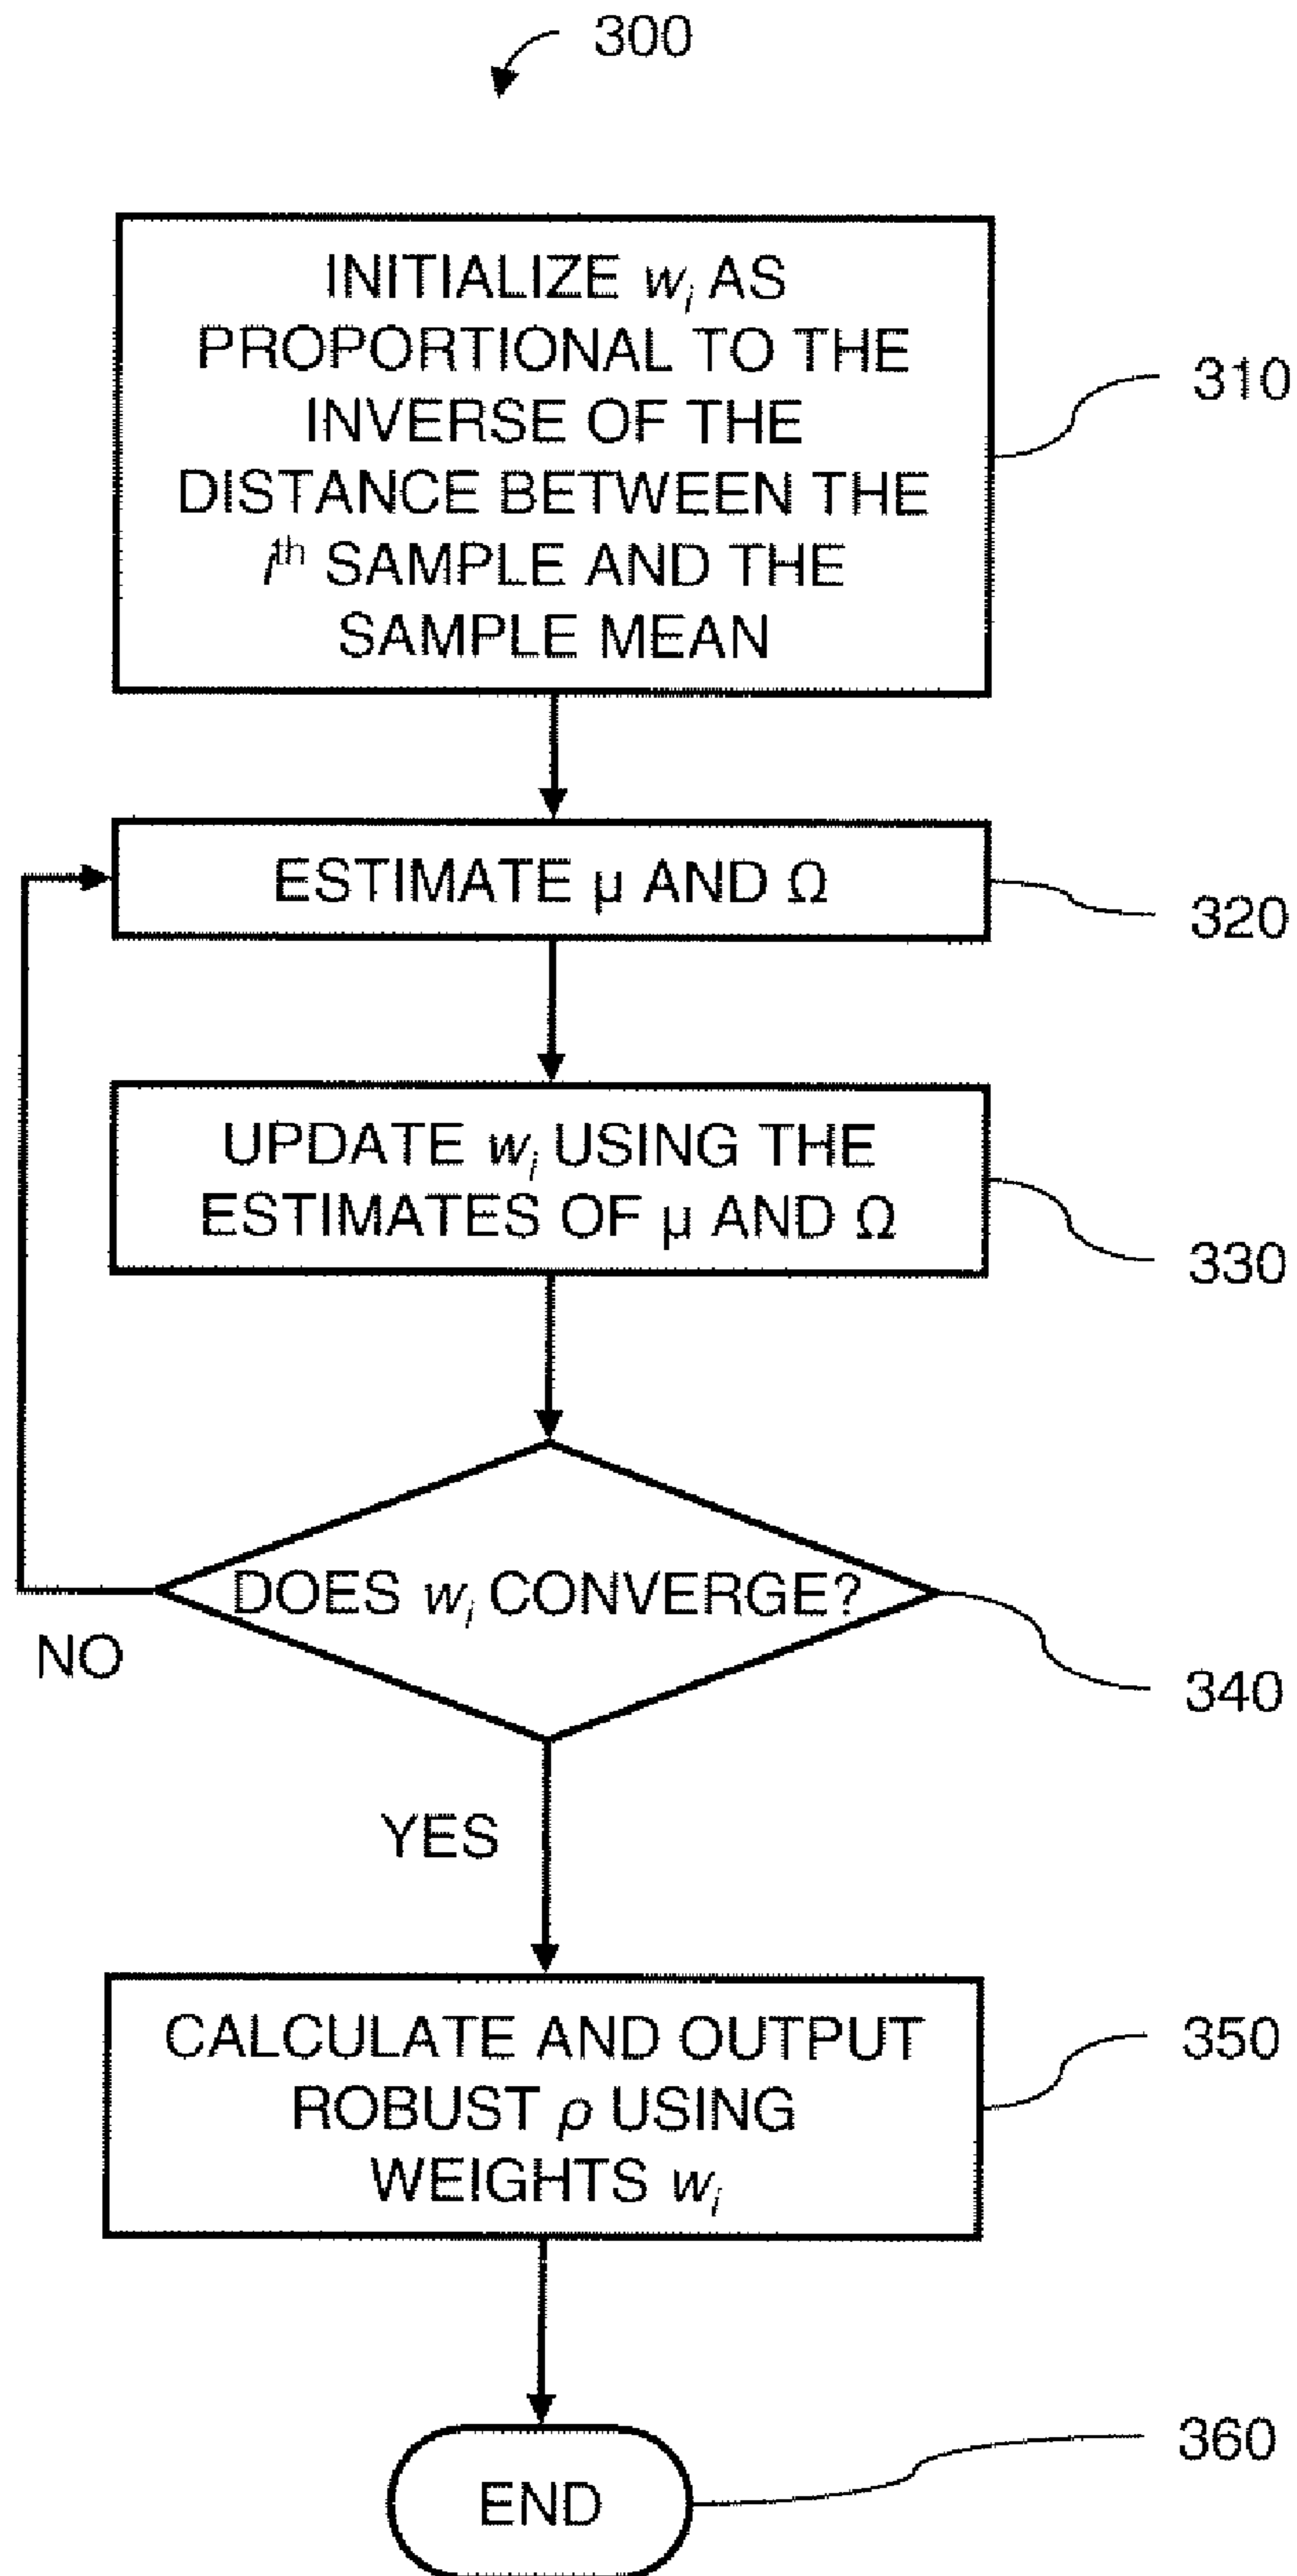 300
INITIALIZE wi AS
PROPORTIONAL TO THE
INVERSE OF THE
DISTANCE BETWEEN THE
ith SAMPLE AND THE
SAMPLE MEAN
310
ESTIMATE μ AND Ω
320
UPDATE wi USING THE
ESTIMATES OF μ AND Ω
330
DOES wi CONVERGE?
NO
340
YES
CALCULATE AND OUTPUT
ROBUST ρ USING
WEIGHTS wi
350
END
360